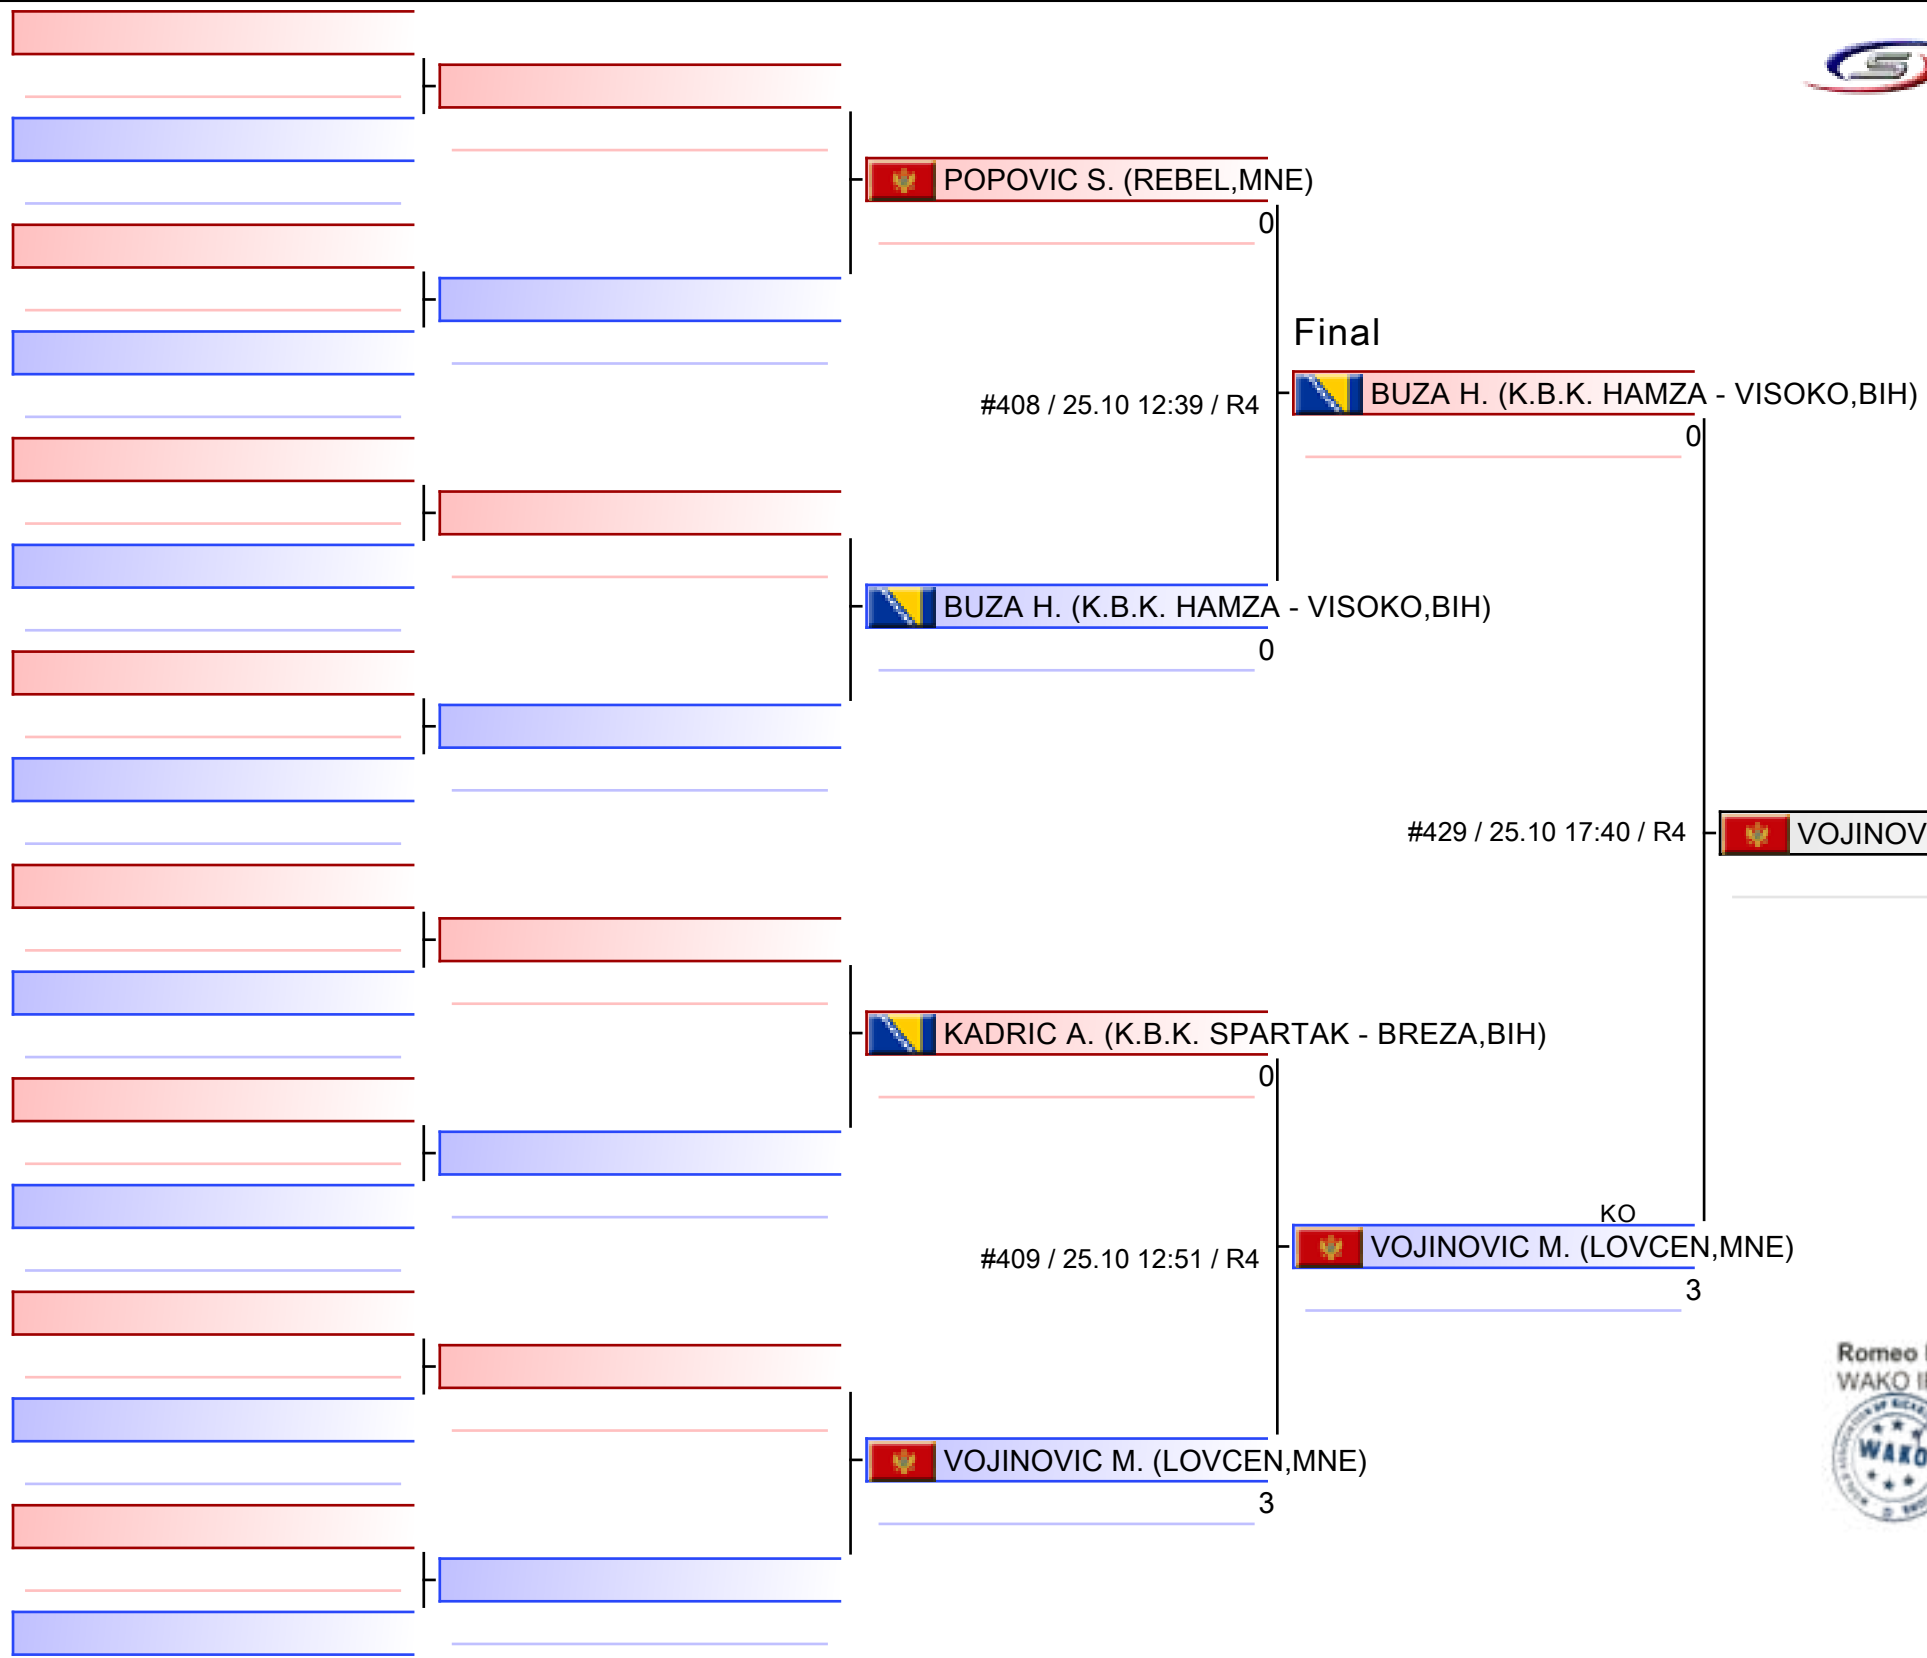 POPOVIC S. (REBEL,MNE)
0
Final
#408 / 25.10 12:39 / R4
BUZA H. (K.B.K. HAMZA - VISOKO,BIH)
0
BUZA H. (K.B.K. HAMZA - VISOKO,BIH)
0
#429 / 25.10 17:40 / R4
VOJINOV
KADRIC A. (K.B.K. SPARTAK - BREZA,BIH)
0
KO
#409 / 25.10 12:51 / R4
VOJINOVIC M. (LOVCEN,MNE)
3
Romeo
WAKO
WAKO
VOJINOVIC M. (LOVCEN,MNE)
3